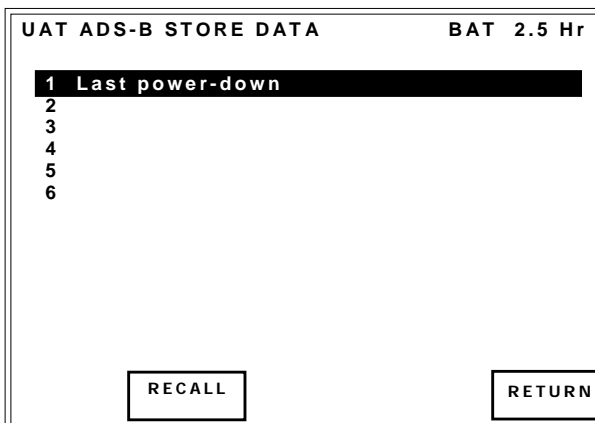 UAT ADS-B STORE DATA BAT 2.5 Hr
1 Last power-down
2
3
4
5
6
RECALL RETURN